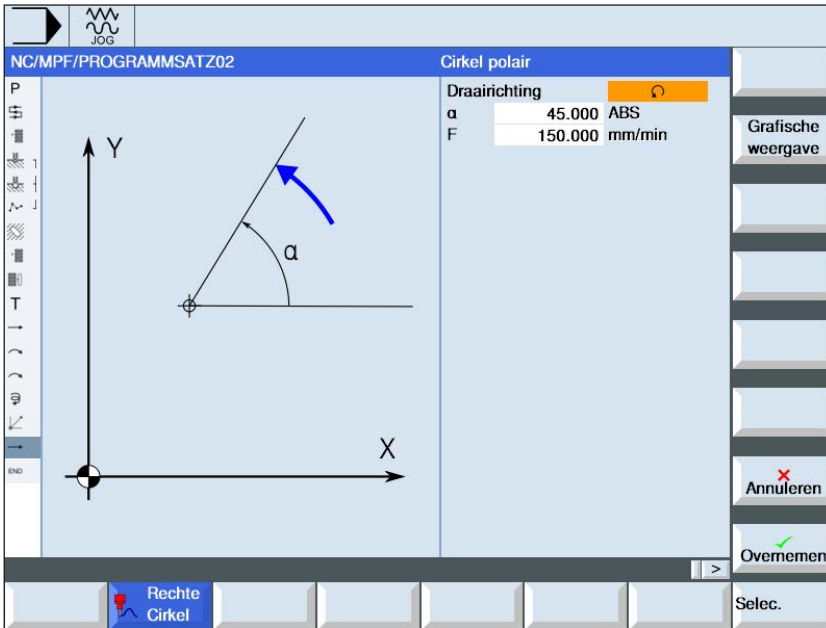 JOG
NC/MPF/PROGRAMMSATZ02
Cirkel polair
P
T
END
Y
α
X
Draairichting
α 45.000 ABS
F 150.000 mm/min
Grafische
weergave
Annuleren
Overnemen
>
Rechte
Cirkel
Selec.